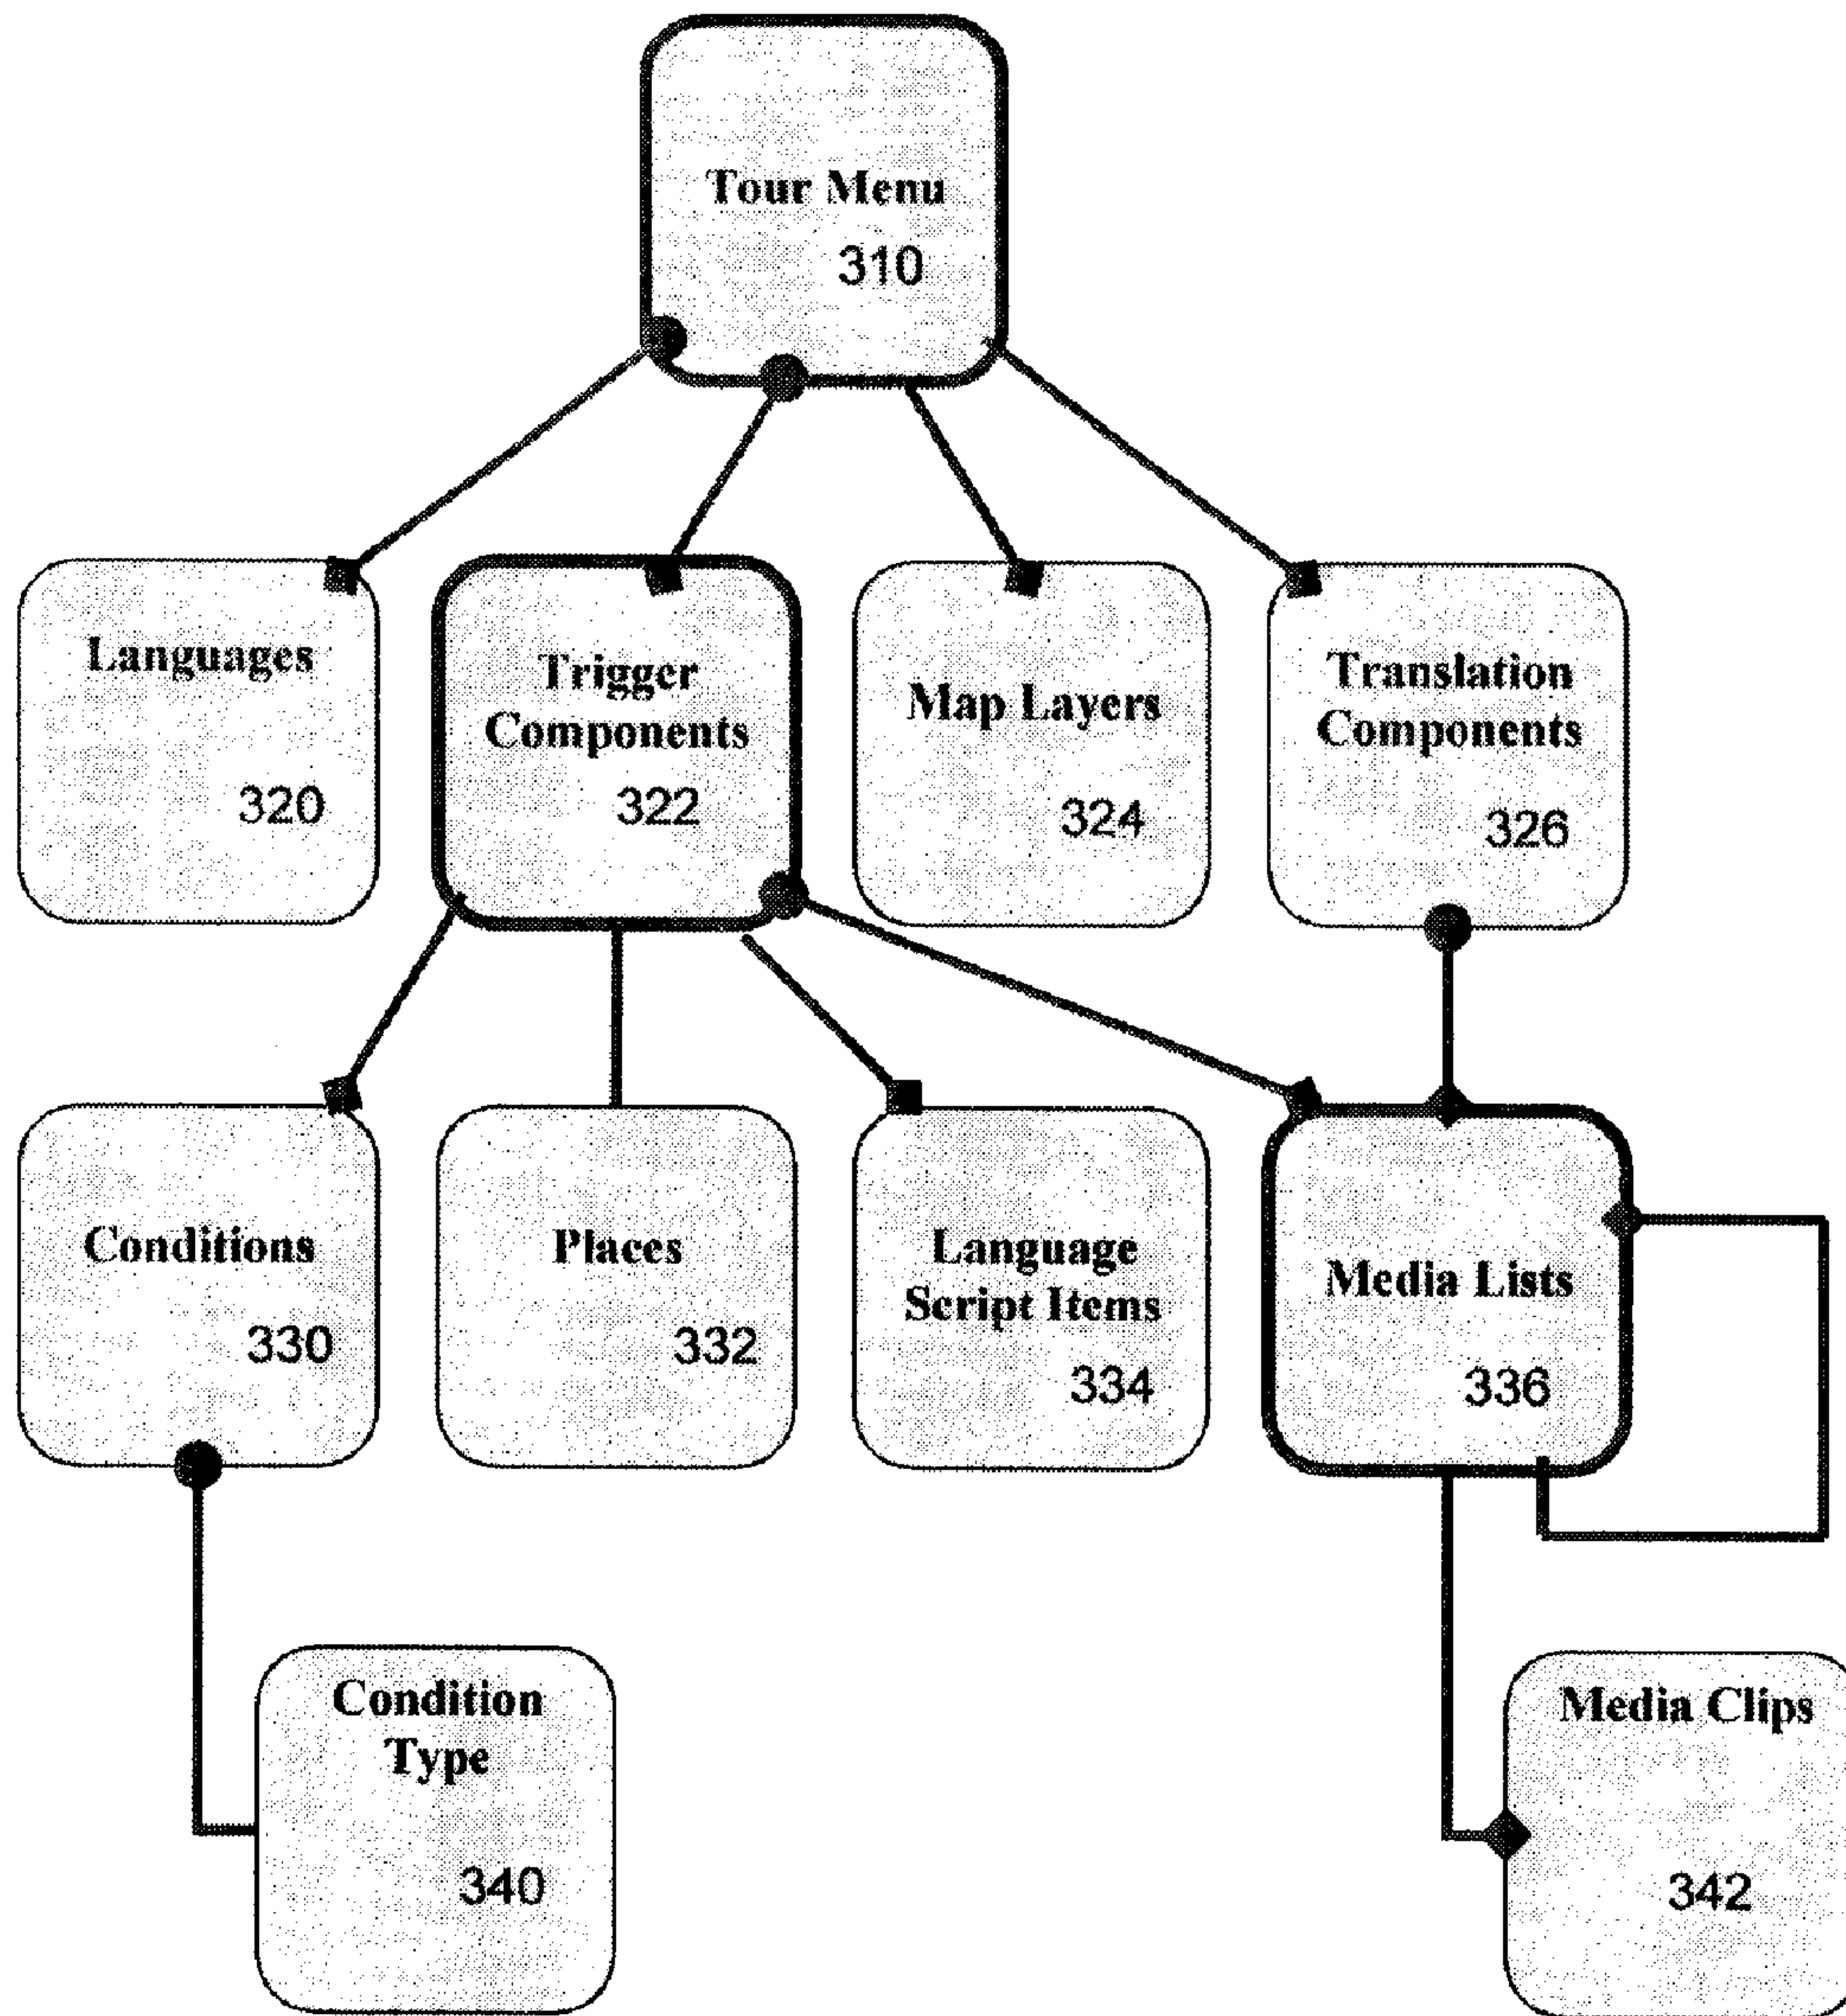 Tour Menu
310
Languages
320
Trigger
Components
322
Map Layers
324
Translation
Components
326
Conditions
330
Places
332
Language
Script Items
334
Media Lists
336
Condition
Type
340
Media Clips
342